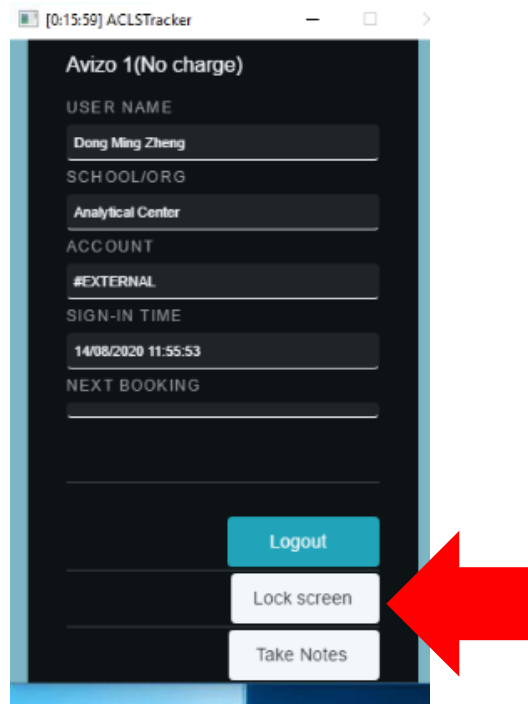 [0:15:59] ACLSTracker
Avizo 1(No charge)
USER NAME
Dong Ming Zheng
SCHOOL/ORG
Analytical Center
ACCOUNT
#EXTERNAL
SIGN-IN TIME
14/08/2020 11:55:53
NEXT BOOKING
Logout
Lock screen
Take Notes